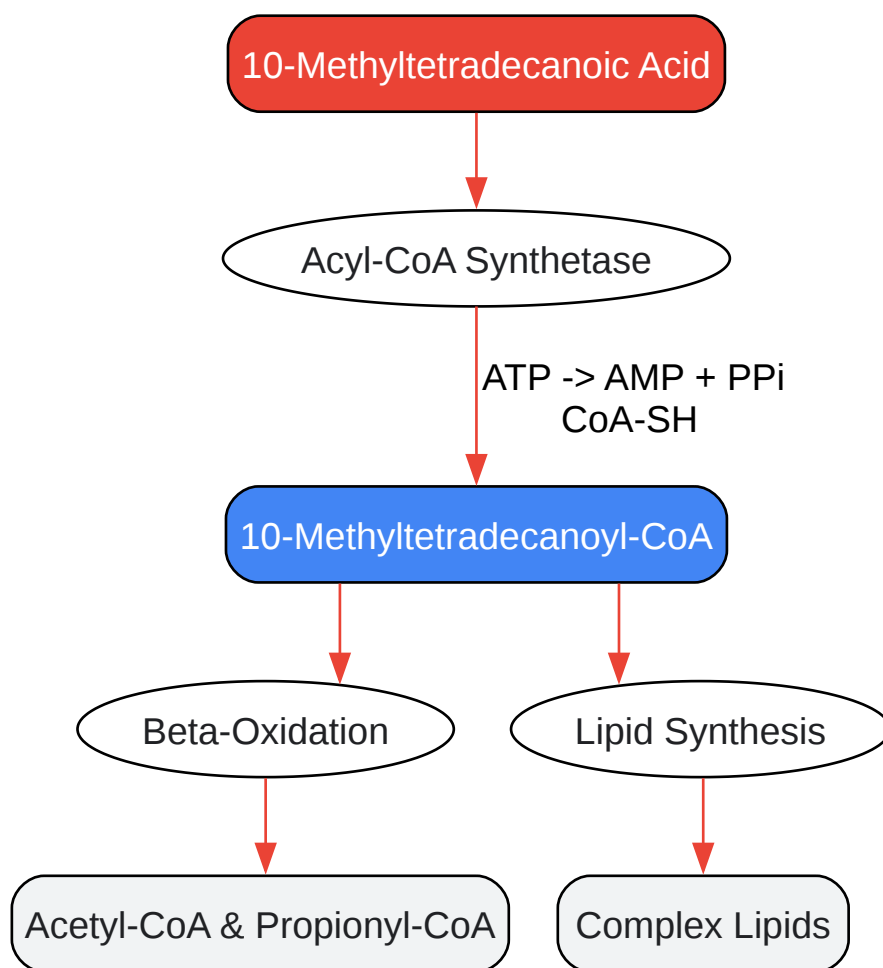 10-Methyltetradecanoic Acid
Acyl-CoA Synthetase
ATP -> AMP + PPi
CoA-SH
10-Methyltetradecanoyl-CoA
Beta-Oxidation
Lipid Synthesis
Acetyl-CoA & Propionyl-CoA
Complex Lipids